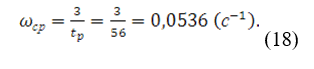 ω_ср = 3/t_р = 3/56 = 0,0536 (с⁻¹). (18)